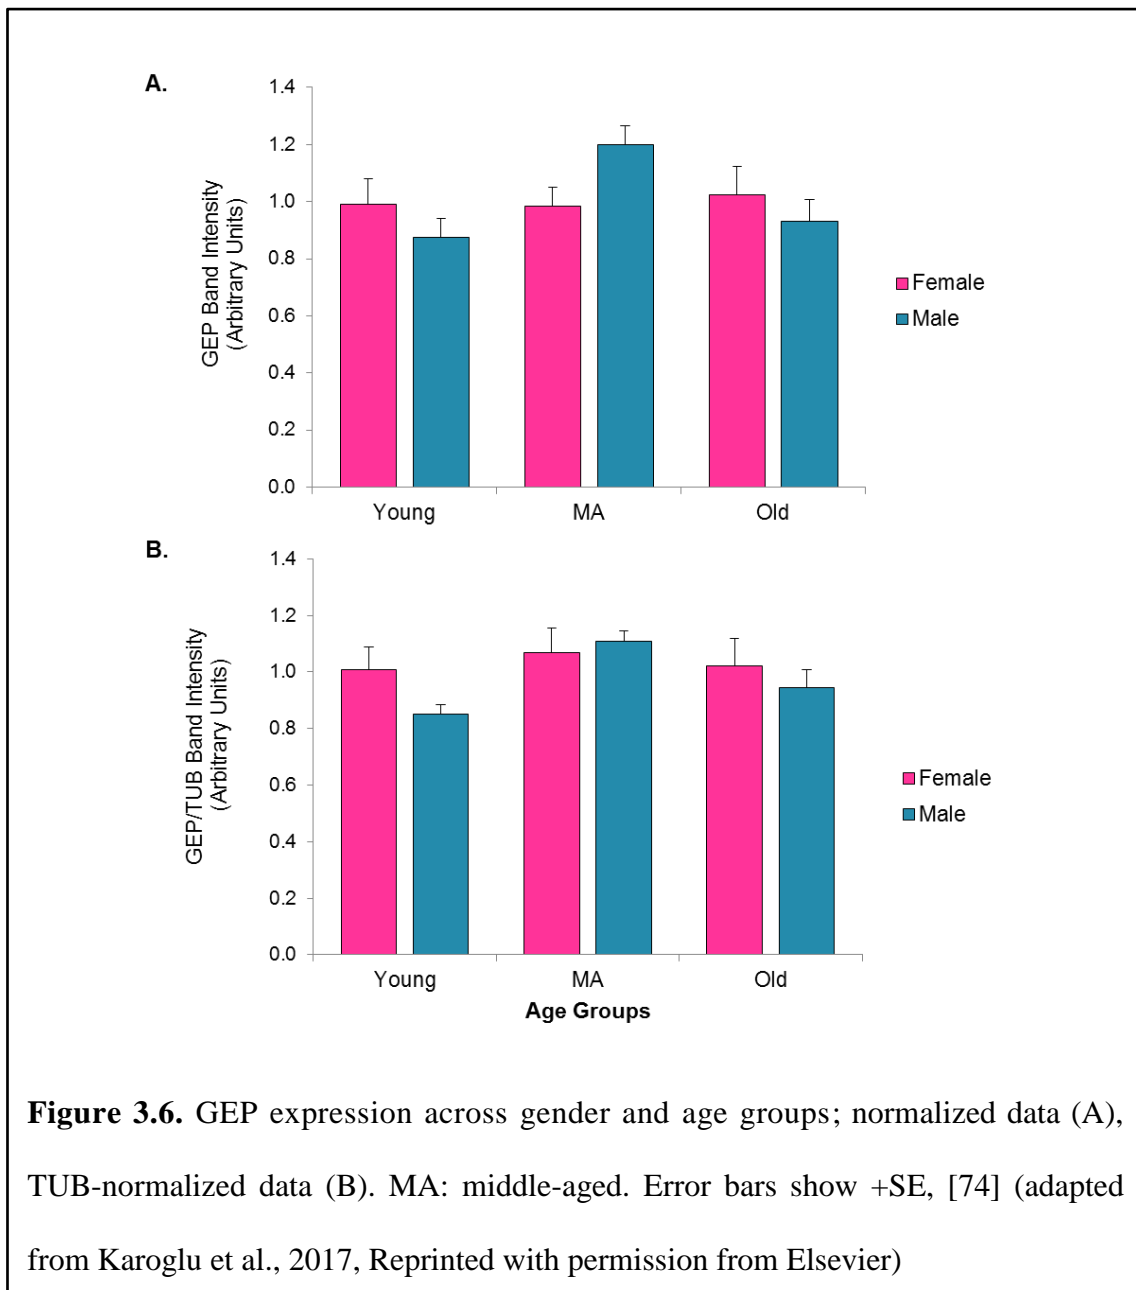 A.
1.4
1.2
1.0
0.8
0.6
0.4
0.2
0.0
GEP Band Intensity
(Arbitrary Units)
Female
Male
Young MA Old
B.
1.4
1.2
1.0
0.8
0.6
0.4
0.2
0.0
GEP/TUB Band Intensity
(Arbitrary Units)
Female
Male
Young MA Old
Age Groups
Figure 3.6. GEP expression across gender and age groups; normalized data (A),
TUB-normalized data (B). MA: middle-aged. Error bars show +SE, [74] (adapted
from Karoglu et al., 2017, Reprinted with permission from Elsevier)